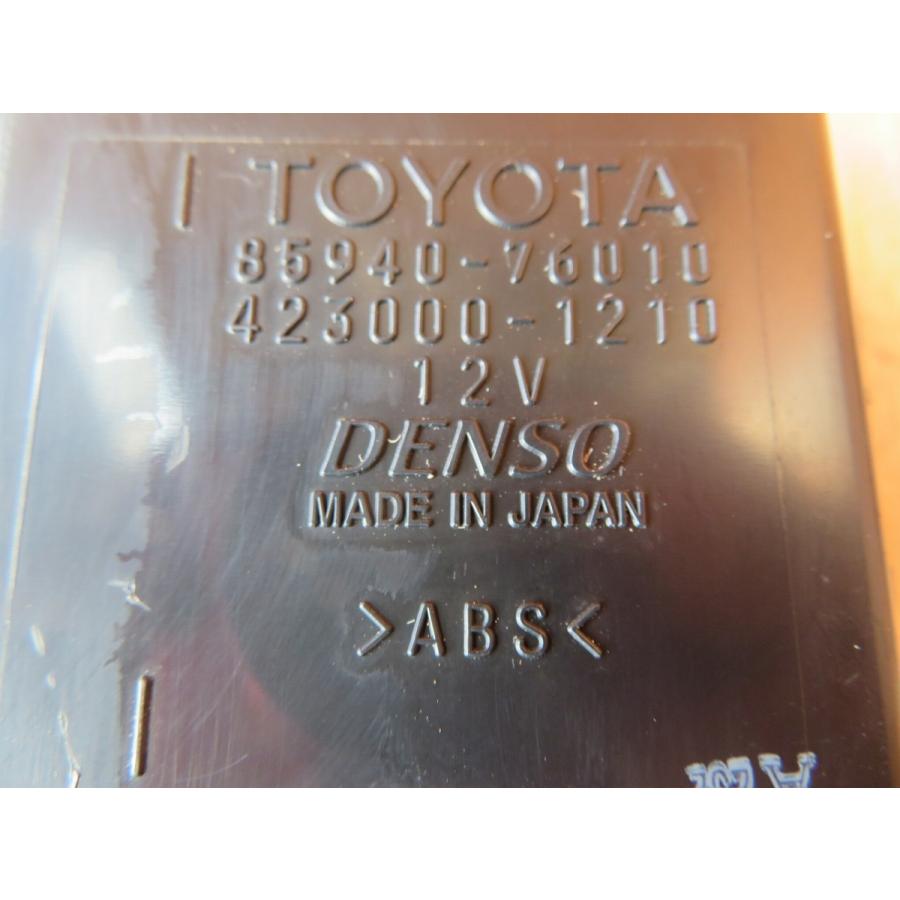 TOYOTA
85940-76010
423000-1210
12V
DENSO
MADE IN JAPAN
>ABS<